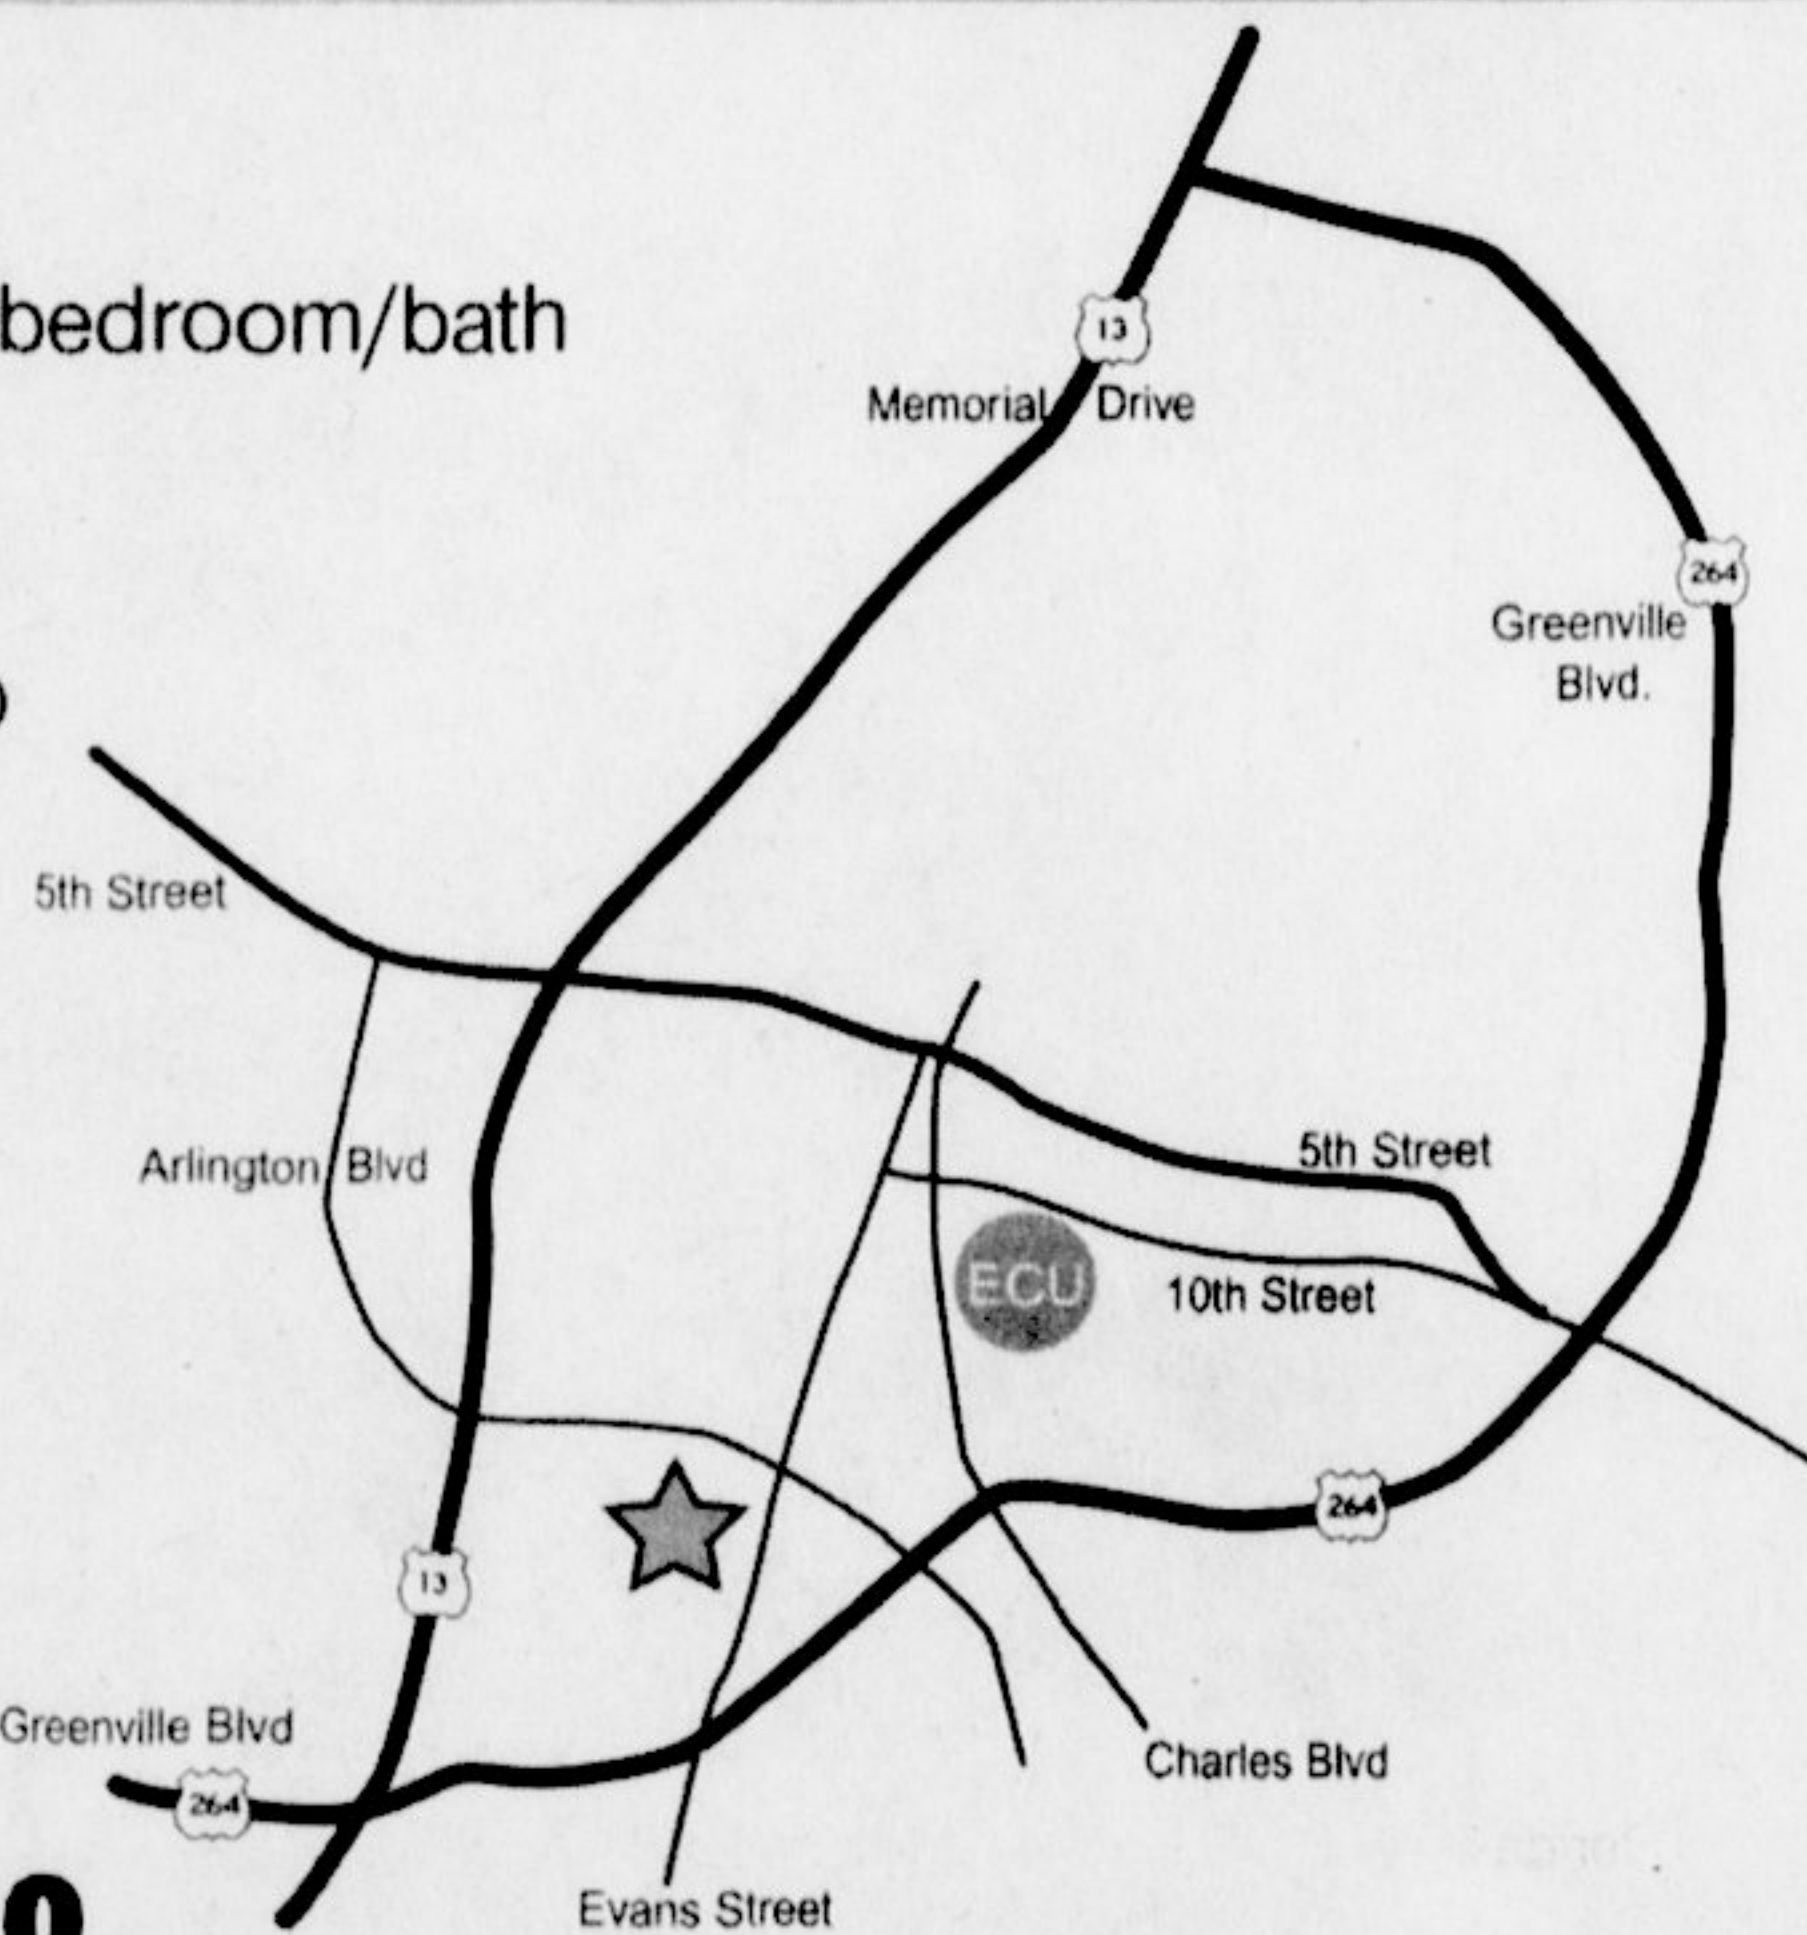 13
bedroom/bath
Memorial Drive
264
Greenville
Blvd.
5th Street
5th Street
Arlington Blvd
ECU
10th Street
264
13
Greenville Blvd
Charles Blvd
264
Evans Street